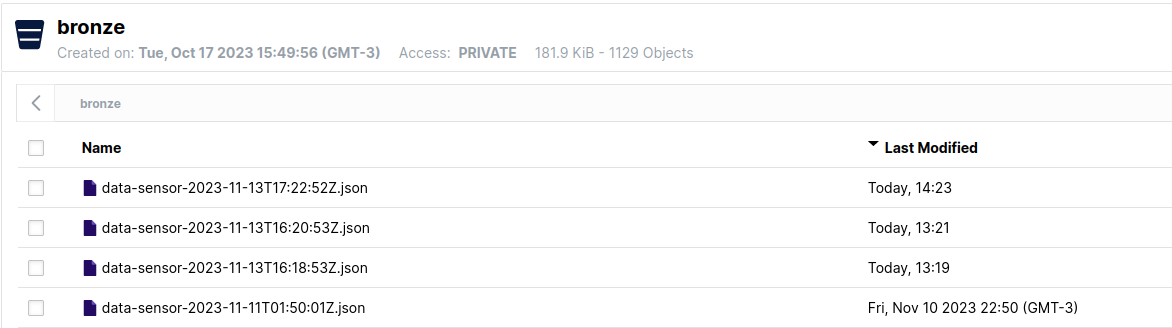 bronze
Created on: Tue, Oct 17 2023 15:49:56 (GMT-3) Access: PRIVATE 181.9 KiB - 1129 Objects
bronze
Name Last Modified
data-sensor-2023-11-13T17:22:52Z.json Today, 14:23
data-sensor-2023-11-13T16:20:53Z.json Today, 13:21
data-sensor-2023-11-13T16:18:53Z.json Today, 13:19
data-sensor-2023-11-11T01:50:01Z.json Fri, Nov 10 2023 22:50 (GMT-3)